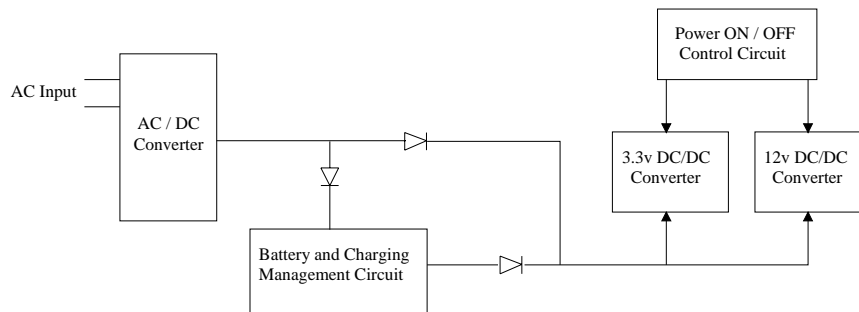 Power ON / OFF
Control Circuit
AC Input
AC / DC
Converter
3.3v DC/DC
Converter
12v DC/DC
Converter
Battery and Charging
Management Circuit